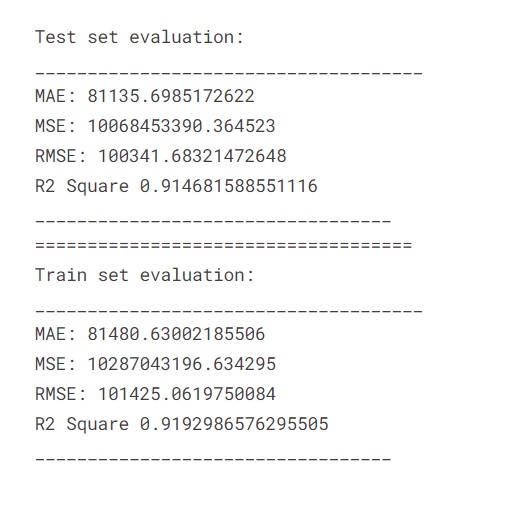 Test set evaluation:
_____________________________________
MAE: 81135.6985172622
MSE: 10068453390.364523
RMSE: 100341.68321472648
R2 Square 0.914681588551116
__________________________________
====================================
Train set evaluation:
_____________________________________
MAE: 81480.63002185506
MSE: 10287043196.634295
RMSE: 101425.0619750084
R2 Square 0.9192986576295505
__________________________________